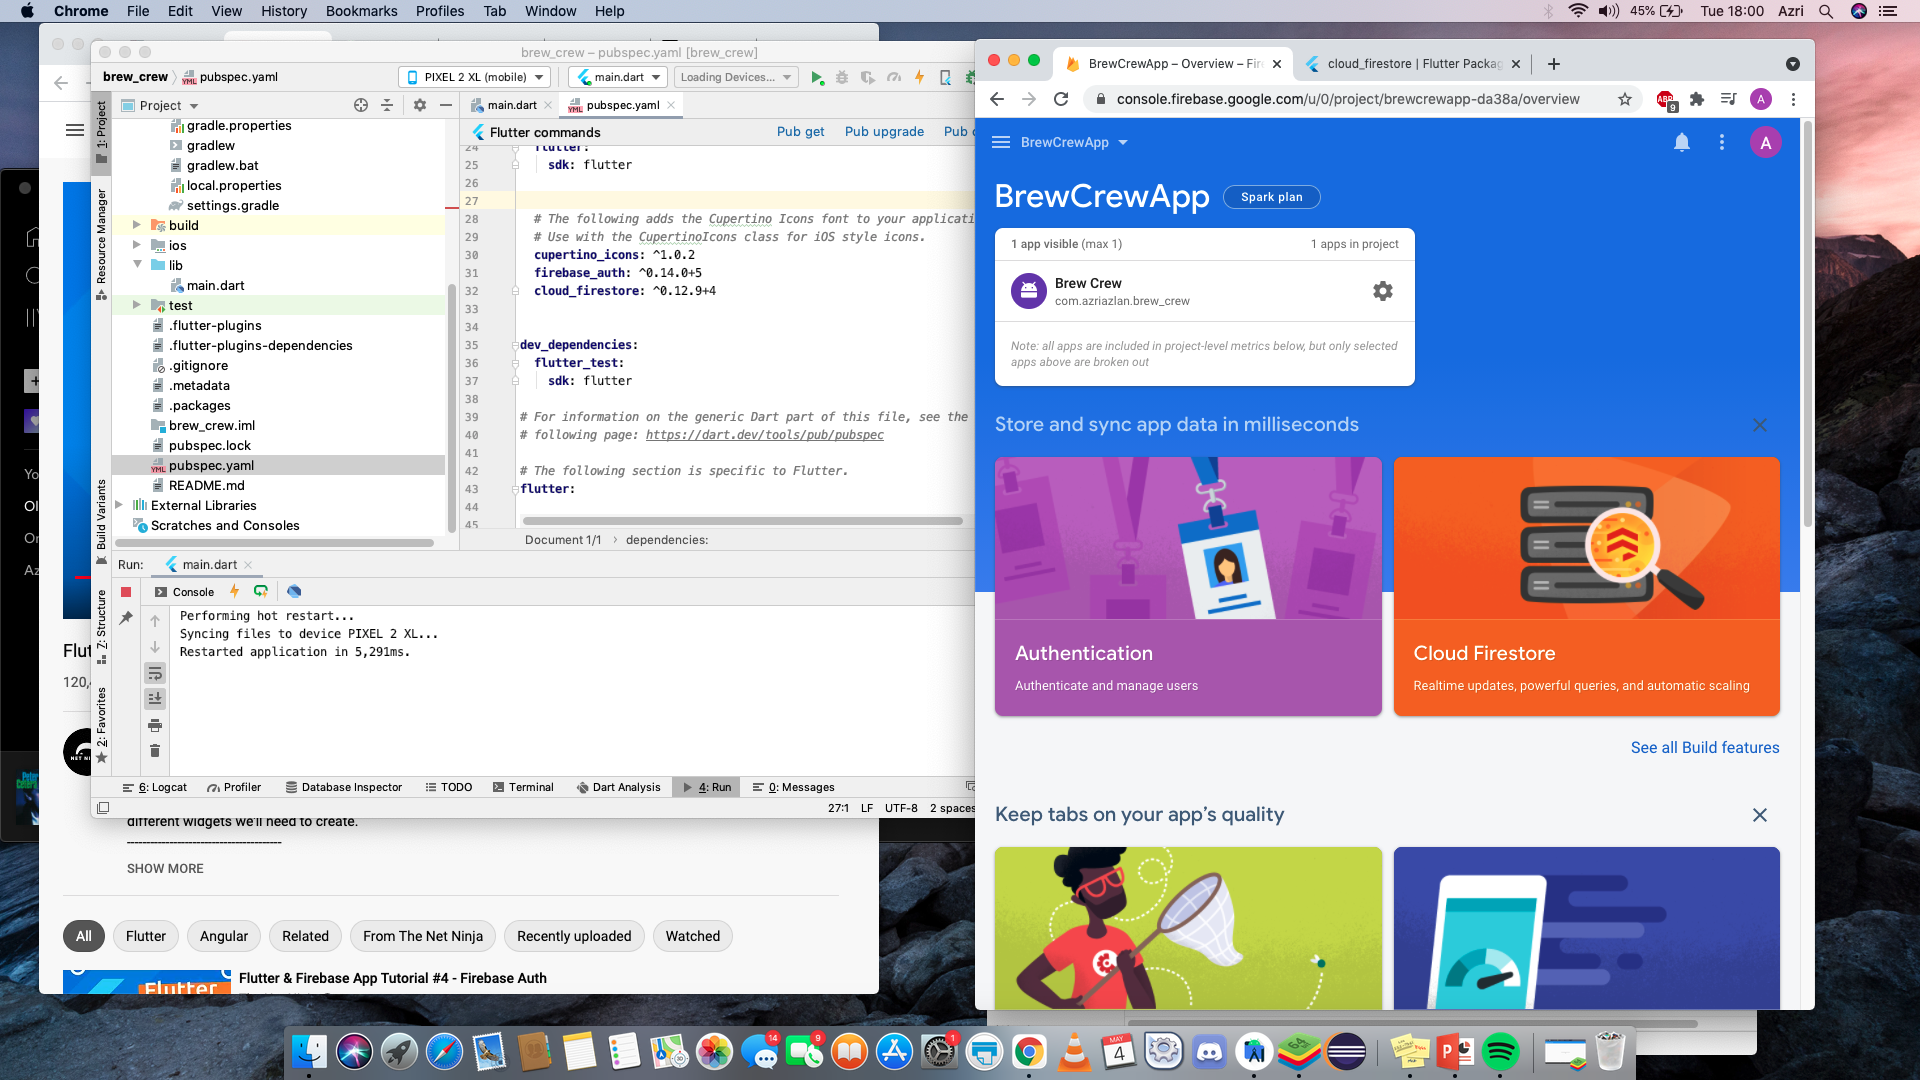 Chrome File Edit View History Bookmarks Profiles Tab Window Help
45% Tue 18:00 Azri
brew_crew – pubspec.yaml [brew_crew]
brew_crew pubspec.yaml
PIXEL 2 XL (mobile) main.dart Loading Devices...
Project
main.dart pubspec.yaml
Flutter commands Pub get Pub upgrade Pub
1: Project
Resource Manager
Build Variants
7: Structure
2: Favorites
gradle.properties
gradlew
gradlew.bat
local.properties
settings.gradle
build
ios
lib
main.dart
test
.flutter-plugins
.flutter-plugins-dependencies
.gitignore
.metadata
.packages
brew_crew.iml
pubspec.lock
pubspec.yaml
README.md
External Libraries
Scratches and Consoles
24 flutter:
25 sdk: flutter
26
27
28 # The following adds the Cupertino Icons font to your applicati
29 # Use with the CupertinoIcons class for iOS style icons.
30 cupertino_icons: ^1.0.2
31 firebase_auth: ^0.14.0+5
32 cloud_firestore: ^0.12.9+4
33
34
35 dev_dependencies:
36 flutter_test:
37 sdk: flutter
38
39 # For information on the generic Dart part of this file, see the
40 # following page: https://dart.dev/tools/pub/pubspec
41
42 # The following section is specific to Flutter.
43 flutter:
44
45
Document 1/1 › dependencies:
Run: main.dart
Console
Performing hot restart...
Syncing files to device PIXEL 2 XL...
Restarted application in 5,291ms.
6: Logcat Profiler Database Inspector TODO Terminal Dart Analysis 4: Run 0: Messages
27:1 LF UTF-8 2 spaces
Yo
Ol
On
Az
Flut
120,
NET NI
different widgets we'll need to create.
----------------------------------------
SHOW MORE
All Flutter Angular Related From The Net Ninja Recently uploaded Watched
Flutter
Flutter & Firebase App Tutorial #4 - Firebase Auth
BrewCrewApp – Overview – Fire
cloud_firestore | Flutter Packag
console.firebase.google.com/u/0/project/brewcrewapp-da38a/overview
ABP
9
A
BrewCrewApp
A
BrewCrewApp
Spark plan
1 app visible (max 1) 1 apps in project
Brew Crew
com.azriazlan.brew_crew
Note: all apps are included in project-level metrics below, but only selected
apps above are broken out
Store and sync app data in milliseconds
Authentication
Authenticate and manage users
Cloud Firestore
Realtime updates, powerful queries, and automatic scaling
See all Build features
Keep tabs on your app's quality
14
9
1
MAY
4
64
P